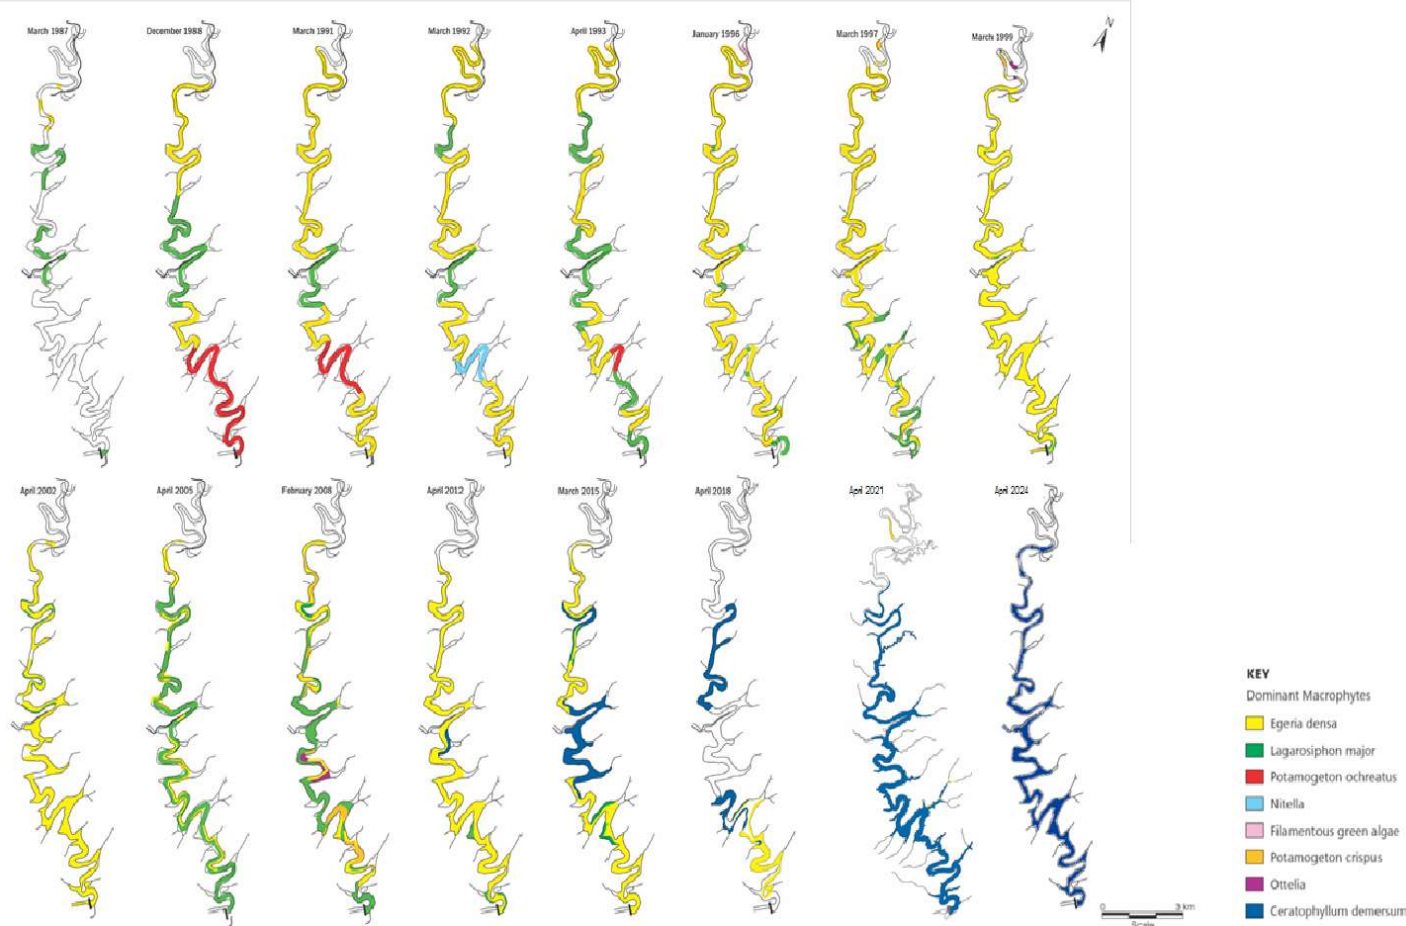 N
March 1987
December 1988
March 1991
March 1992
April 1993
January 1996
March 1997
March 1999
April 2002
April 2005
February 2008
April 2012
March 2015
April 2018
April 2021
April 2024
KEY
Dominant Macrophytes
Egeria densa
Lagarosiphon major
Potamogeton ochreatus
Nitella
Filamentous green algae
Potamogeton crispus
Ottelia
Ceratophyllum demersum
0 3 km
Scale